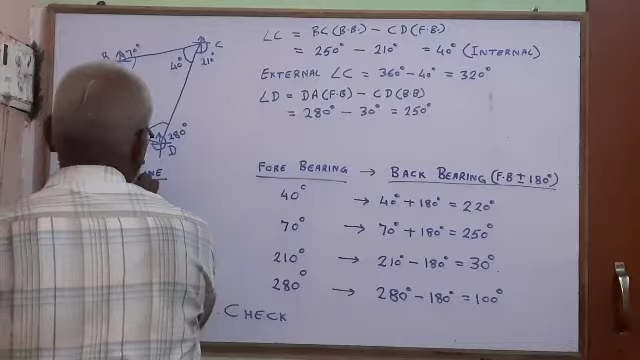 ∠C = BC(B.B) - CD(F.B)
= 250° - 210° = 40° (INTERNAL)
EXTERNAL ∠C = 360° - 40° = 320°
∠D = DA(F.B) - CD(B.B)
= 280° - 30° = 250°
70°
C
40°
210°
280°
D
FORE BEARING → BACK BEARING (F.B ± 180°)
40° → 40° + 180° = 220°
70° → 70° + 180° = 250°
210° → 210° - 180° = 30°.
280° → 280° - 180° = 100°
CHECK